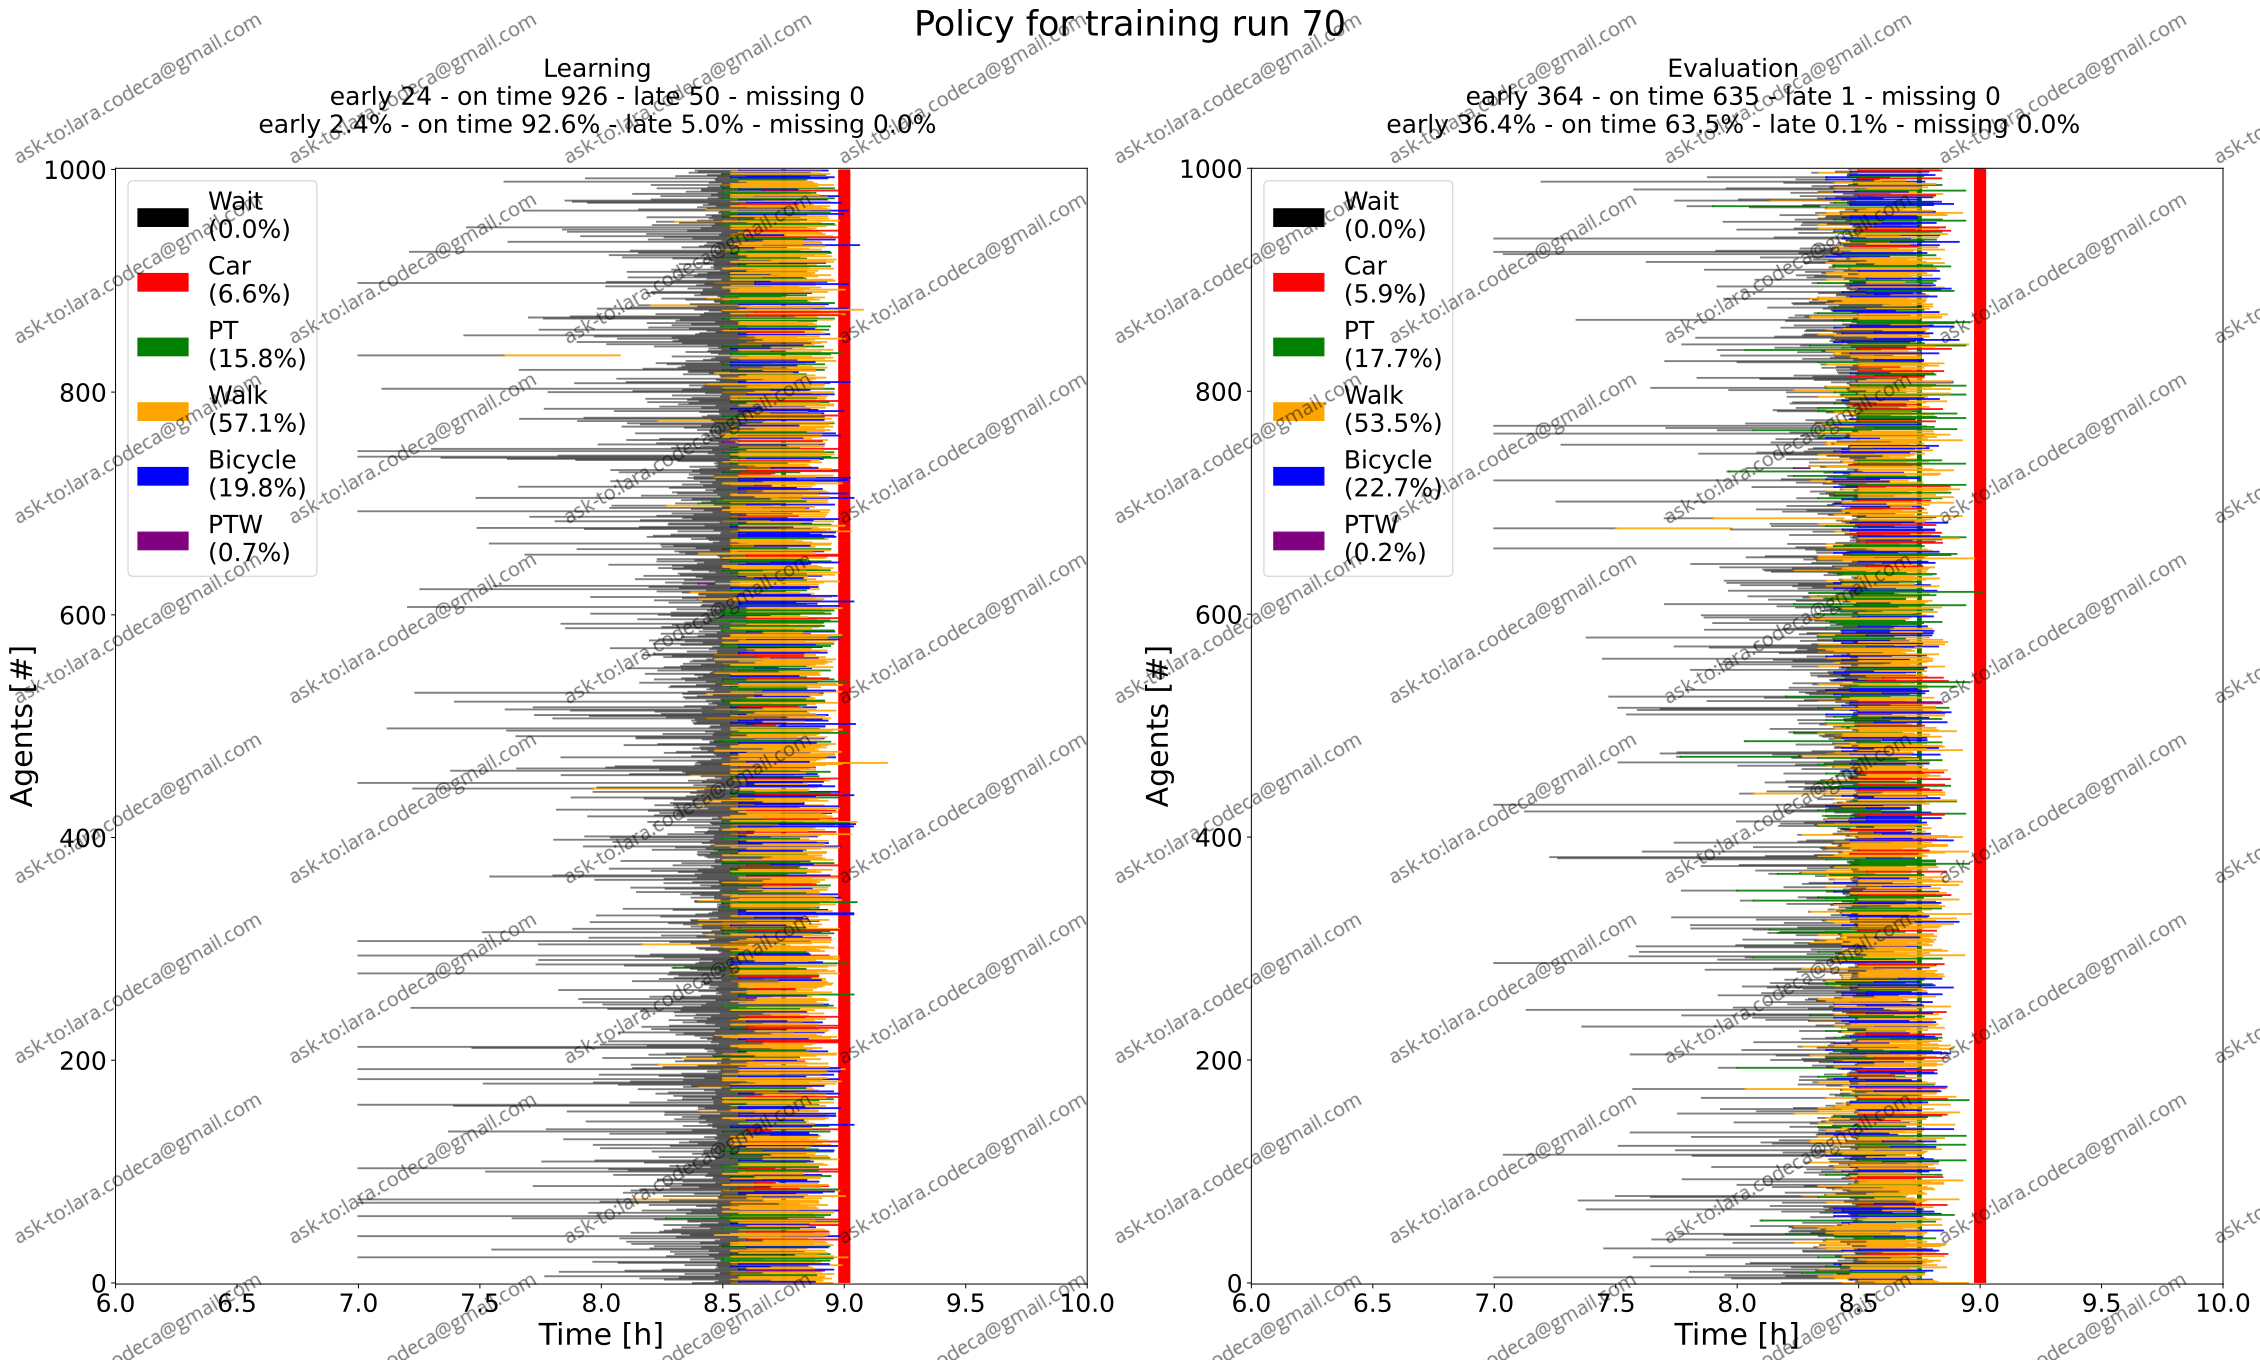 Policy for training run 70
Learning
early 24 - on time 926 - late 50 - missing 0
early 2.4% - on time 92.6% - late 5.0% - missing 0.0%
Evaluation
early 364 - on time 635 - late 1 - missing 0
early 36.4% - on time 63.5% - late 0.1% - missing 0.0%
1000
800
600
400
200
0
Agents [#]
Wait
(0.0%)
Car
(6.6%)
PT
(15.8%)
Walk
(57.1%)
Bicycle
(19.8%)
PTW
(0.7%)
6.0 6.5 7.0 7.5 8.0 8.5 9.0 9.5 10.0
Time [h]
1000
800
600
400
200
0
Agents [#]
Wait
(0.0%)
Car
(5.9%)
PT
(17.7%)
Walk
(53.5%)
Bicycle
(22.7%)
PTW
(0.2%)
6.0 6.5 7.0 7.5 8.0 8.5 9.0 9.5 10.0
Time [h]
ask-to:lara.codeca@gmail.com